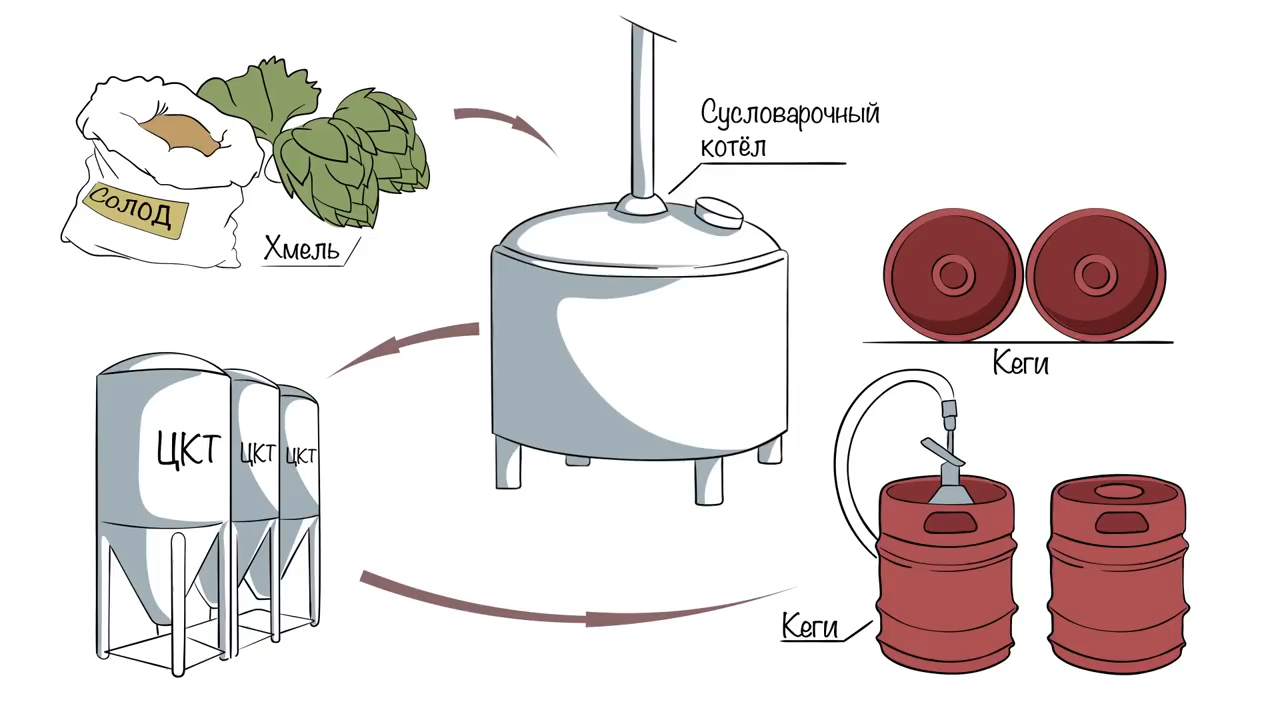 Солод
Хмель
Сусловарочный
котёл
Кеги
ЦКТ
ЦКТ
ЦКТ
Кеги